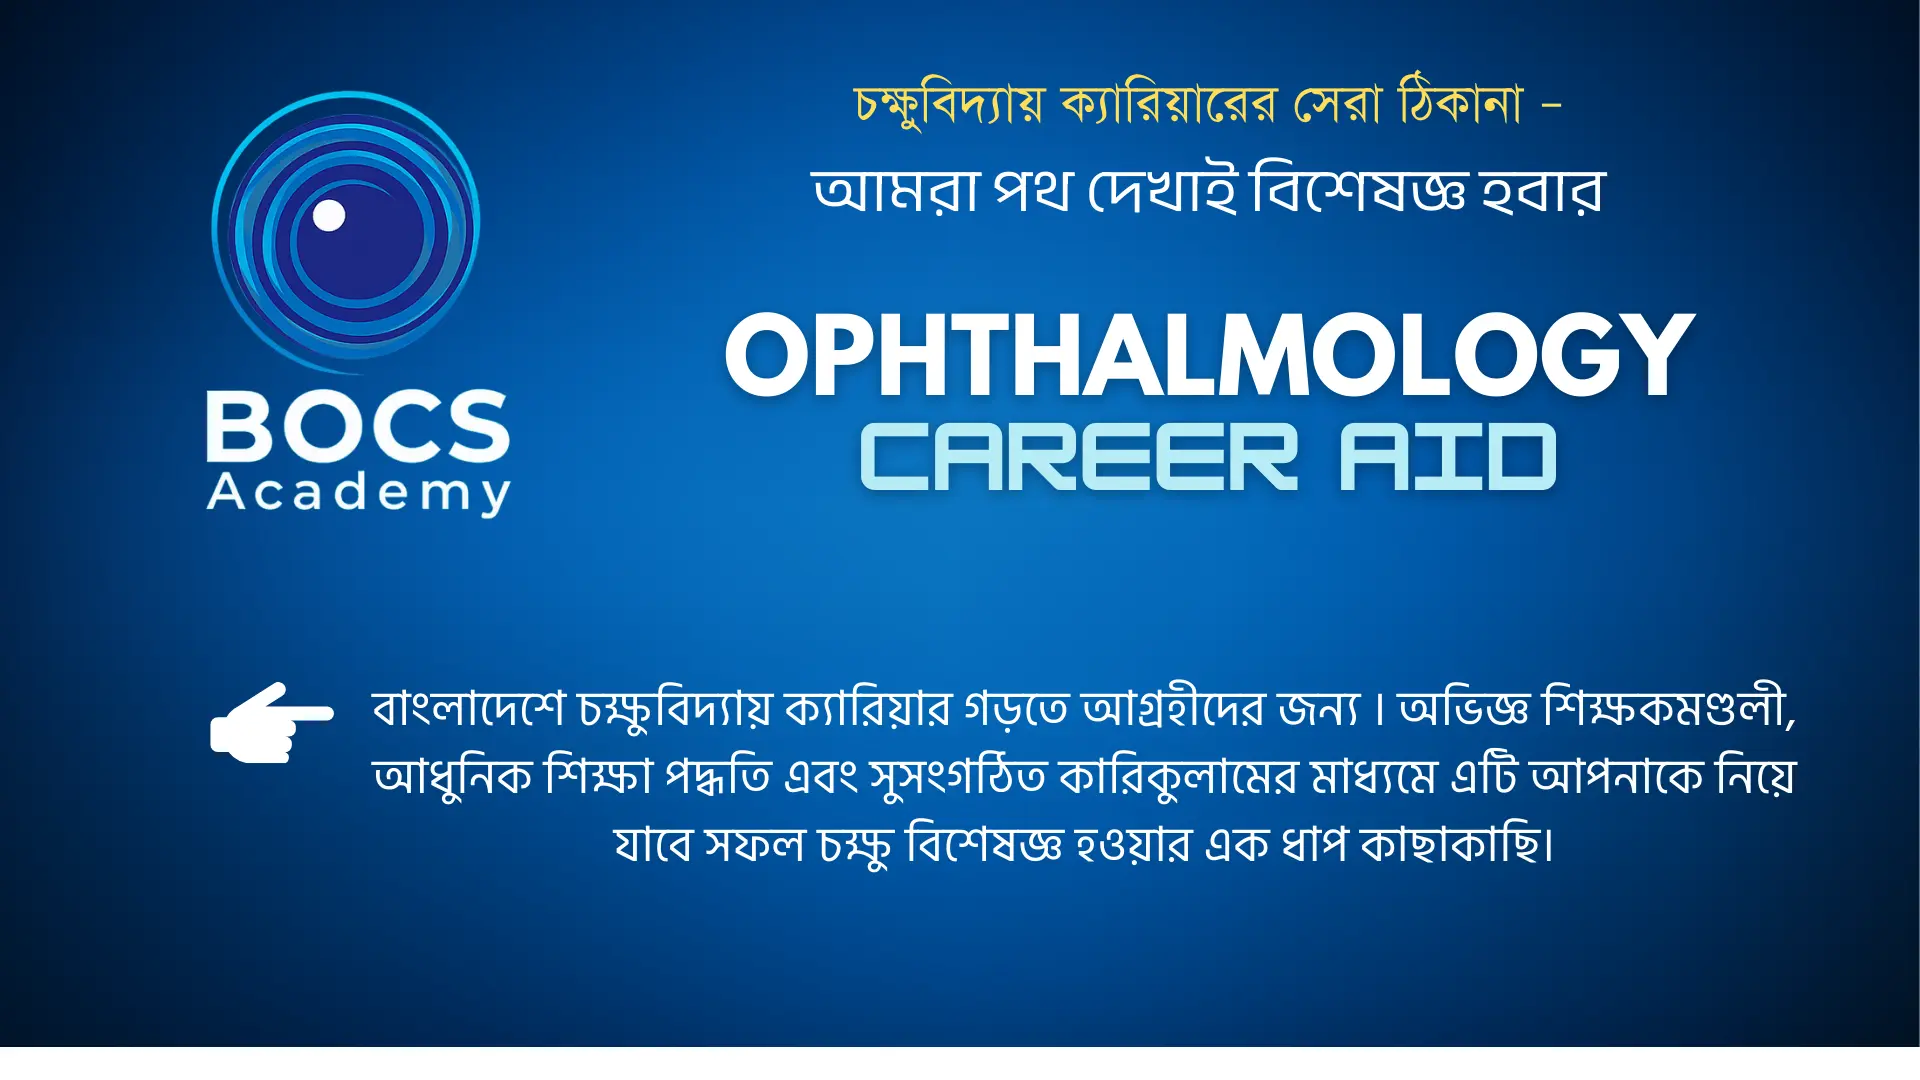 চক্ষুবিদ্যায় ক্যারিয়ারের সেরা ঠিকানা –
আমরা পথ দেখাই বিশেষজ্ঞ হবার
OPHTHALMOLOGY
CAREER AID
BOCS
Academy
বাংলাদেশে চক্ষুবিদ্যায় ক্যারিয়ার গড়তে আগ্রহীদের জন্য । অভিজ্ঞ শিক্ষকমণ্ডলী,
আধুনিক শিক্ষা পদ্ধতি এবং সুসংগঠিত কারিকুলামের মাধ্যমে এটি আপনাকে নিয়ে
যাবে সফল চক্ষু বিশেষজ্ঞ হওয়ার এক ধাপ কাছাকাছি।